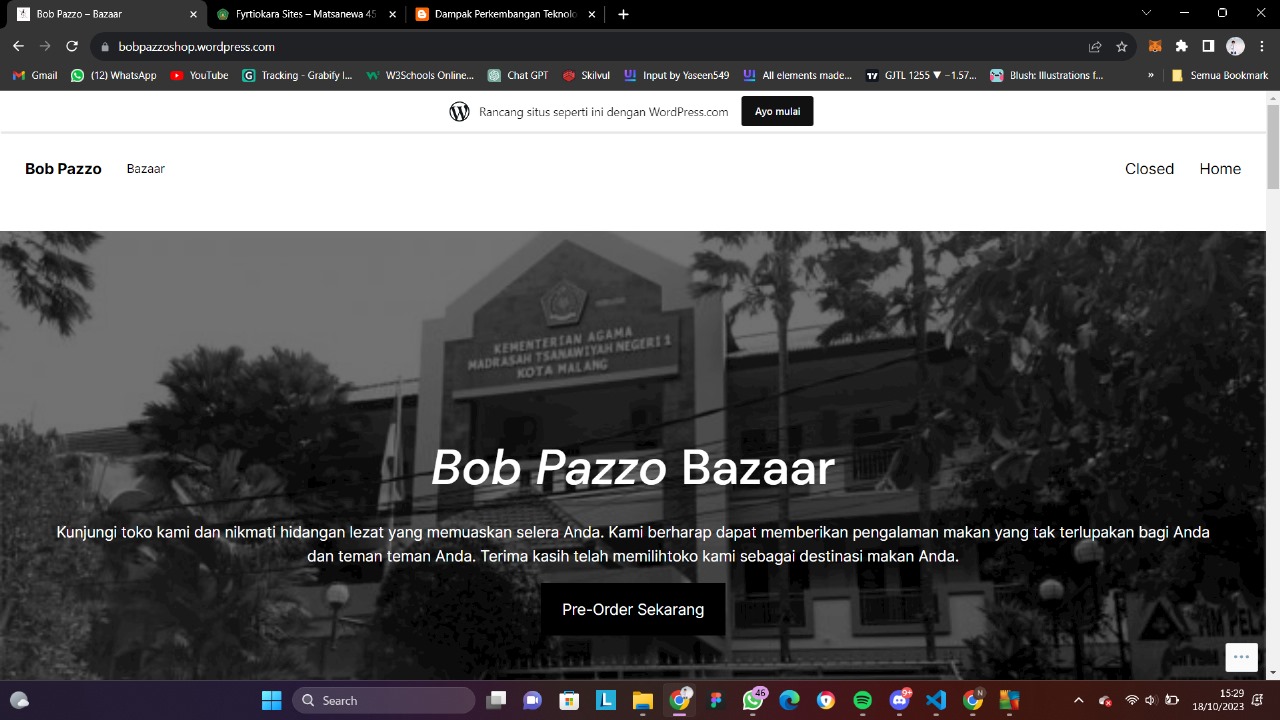 Bob Pazzo – Bazaar
Fyrtiokara Sites – Matsanewa 45
Dampak Perkembangan Teknolo
bobpazzoshop.wordpress.com
Gmail
(12) WhatsApp
YouTube
Tracking - Grabify I...
W3Schools Online...
Chat GPT
Skilvul
Input by Yaseen549
All elements made...
GJTL 1255 ▼ −1.57...
Blush: Illustrations f...
»
Semua Bookmark
Rancang situs seperti ini dengan WordPress.com
Ayo mulai
Bob Pazzo
Bazaar
Closed
Home
KEMENTERIAN AGAMA
MADRASAH TSANAWIYAH NEGERI 1
KOTA MALANG
Bob Pazzo Bazaar
Kunjungi toko kami dan nikmati hidangan lezat yang memuaskan selera Anda. Kami berharap dapat memberikan pengalaman makan yang tak terlupakan bagi Anda
dan teman teman Anda. Terima kasih telah memilihtoko kami sebagai destinasi makan Anda.
Pre-Order Sekarang
Search
46
9+
N
15:29
18/10/2023